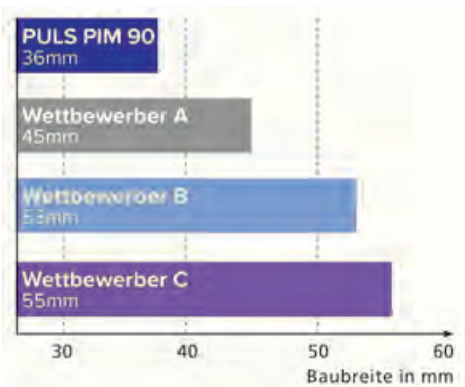 PULS PIM 90
36mm
Wettbewerber A
45mm
Wettbewerber B
53mm
Wettbewerber C
55mm
30 40 50 60
Baubreite in mm